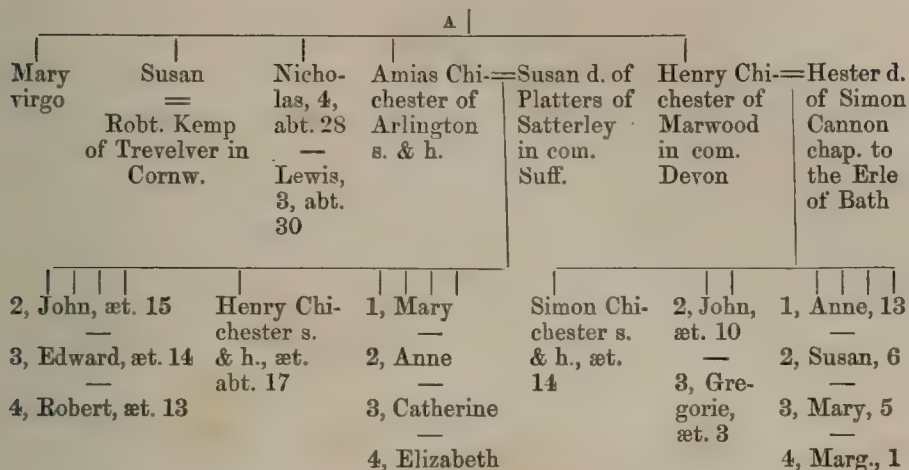 A
Mary
virgo
Susan
=
Robt. Kemp
of Trevelver in
Cornw.
Nicho-
las, 4,
abt. 28
—
Lewis,
3, abt.
30
Amias Chi-=
chester of
Arlington
s. & h.
Susan d. of
Platters of
Satterley
in com.
Suff.
Henry Chi-=
chester of
Marwood
in com.
Devon
Hester d.
of Simon
Cannon
chap. to
the Erle
of Bath
2, John, æt. 15
—
3, Edward, æt. 14
—
4, Robert, æt. 13
Henry Chi-
chester s.
& h., æt.
abt. 17
1, Mary
—
2, Anne
—
3, Catherine
—
4, Elizabeth
Simon Chi-
chester s.
& h., æt.
14
2, John,
æt. 10
—
3, Gre-
gorie,
æt. 3
1, Anne, 13
—
2, Susan, 6
—
3, Mary, 5
—
4, Marg., 1